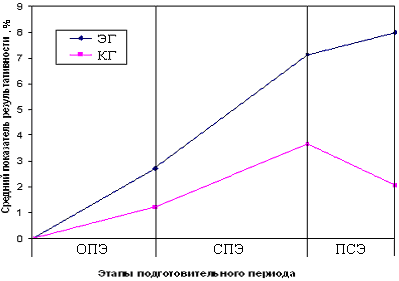 Средний показатель результативности , %
9
8
7
6
5
4
3
2
1
0
ЭГ
КГ
ОПЭ СПЭ ПСЭ
Этапы подготовительного периода